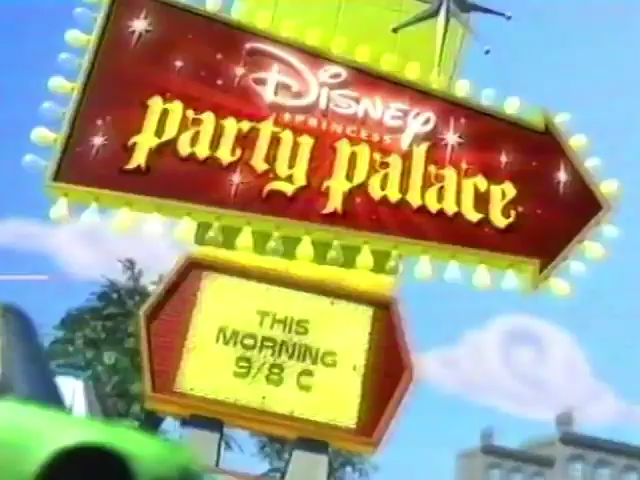 Disney
PRINCESS
party palace
THIS
MORNING
9/8 C